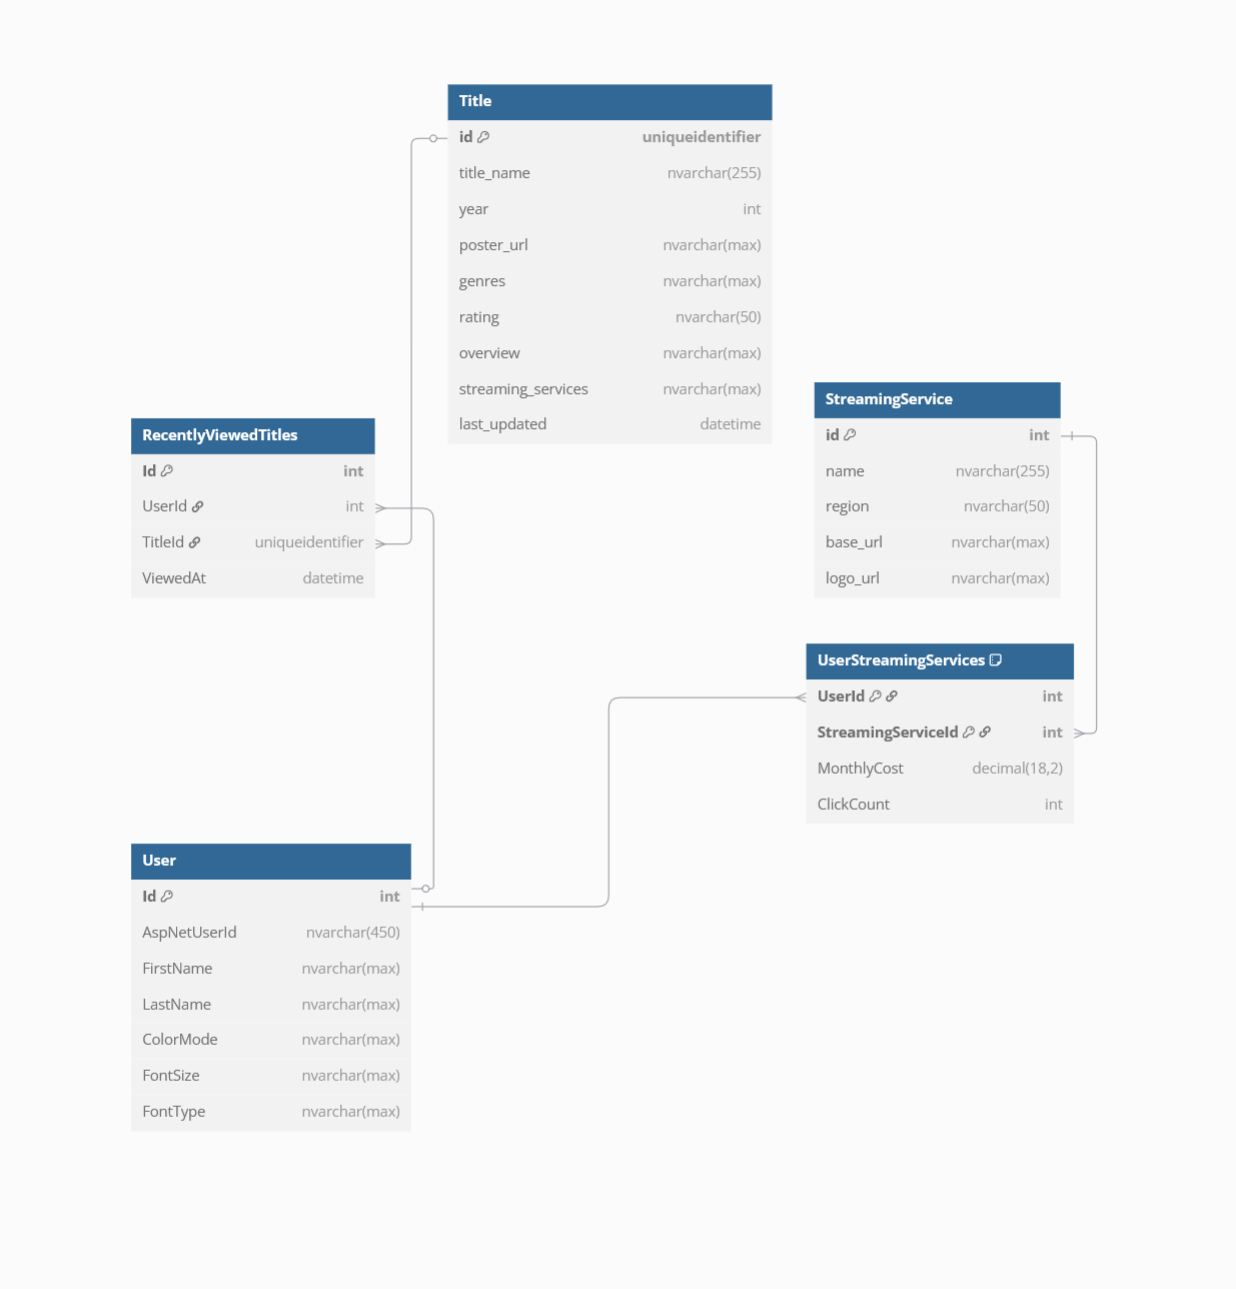 Title
id uniqueidentifier
title_name nvarchar(255)
year int
poster_url nvarchar(max)
genres nvarchar(max)
rating nvarchar(50)
overview nvarchar(max)
streaming_services nvarchar(max)
last_updated datetime
StreamingService
id int
name nvarchar(255)
region nvarchar(50)
base_url nvarchar(max)
logo_url nvarchar(max)
RecentlyViewedTitles
Id int
UserId int
TitleId uniqueidentifier
ViewedAt datetime
UserStreamingServices
UserId int
StreamingServiceId int
MonthlyCost decimal(18,2)
ClickCount int
User
Id int
AspNetUserId nvarchar(450)
FirstName nvarchar(max)
LastName nvarchar(max)
ColorMode nvarchar(max)
FontSize nvarchar(max)
FontType nvarchar(max)